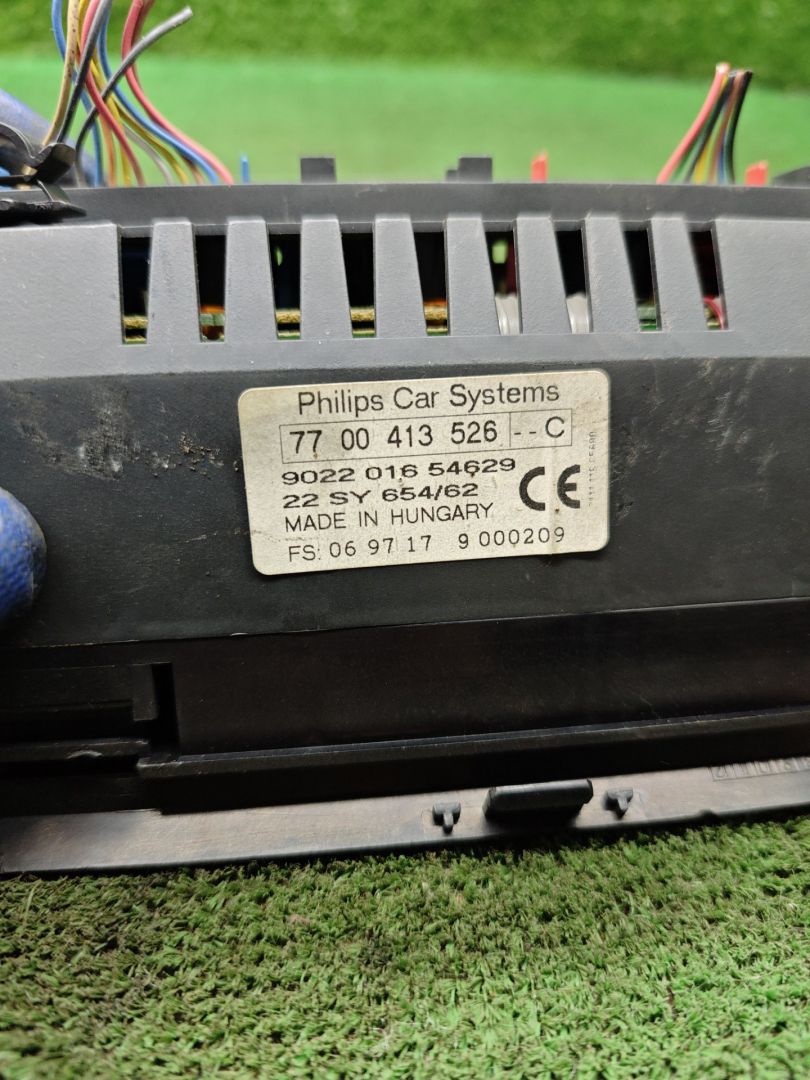 Philips Car Systems
77 00 413 526 --C
9022 016 54629
22 SY 654/62
CE
MADE IN HUNGARY
FS: 06 97 17 9 000209